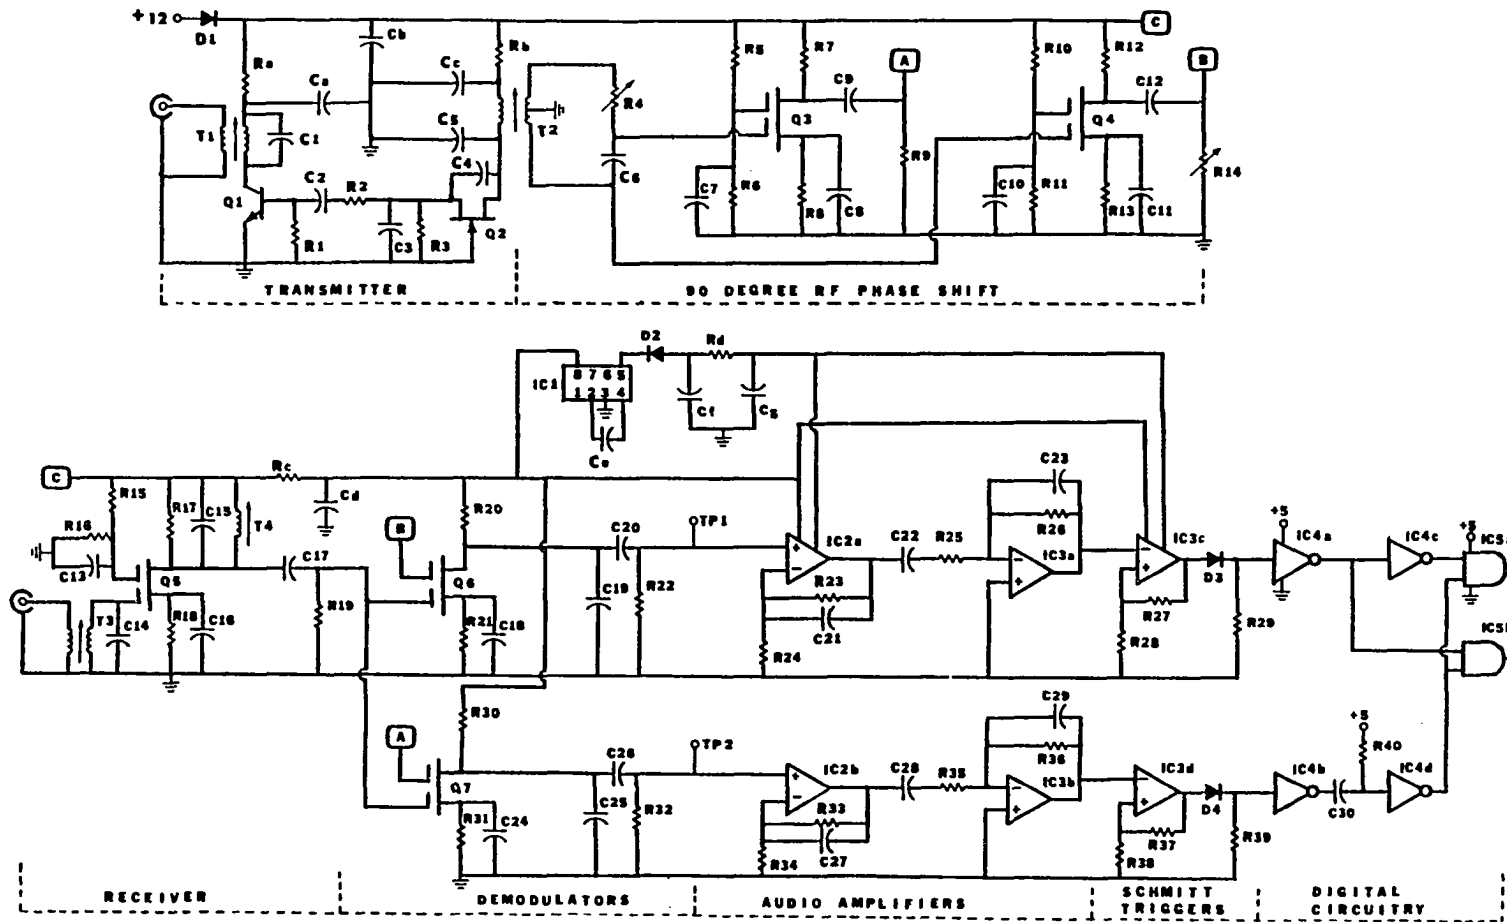 +12
D1
Ra
Ca
Cb
Cc
C5
Rb
T1
C1
T2
R4
C6
Q1
C2
R2
C4
R1
C3
R3
Q2
R5
R7
C9
A
Q3
R9
C7
R6
R8
C8
R10
R12
C
C12
B
Q4
R14
C10
R11
R13
C11
TRANSMITTER
90 DEGREE RF PHASE SHIFT
D2
Rd
IC1
8 7 6 5
1 2 3 4
Ce
Cf
C
Rc
Cd
R15
R16
C13
R17
C15
T4
C17
Q5
T3
C14
R18
C16
R19
B
R20
Q6
R21
C18
C20
C19
R22
TP1
IC2a
R23
C21
R24
C22
R25
C23
R26
IC3a
IC3c
R27
R28
D3
R29
+5
IC4a
IC4c
+5
A
R30
Q7
R31
C24
C26
C25
R32
TP2
IC2b
R33
C27
R34
C28
R35
C29
R36
IC3b
IC3d
R37
R38
D4
R39
IC4b
C30
+5
R40
IC4d
RECEIVER
DEMODULATORS
AUDIO AMPLIFIERS
SCHMITT
TRIGGERS
DIGITAL
CIRCUITRY